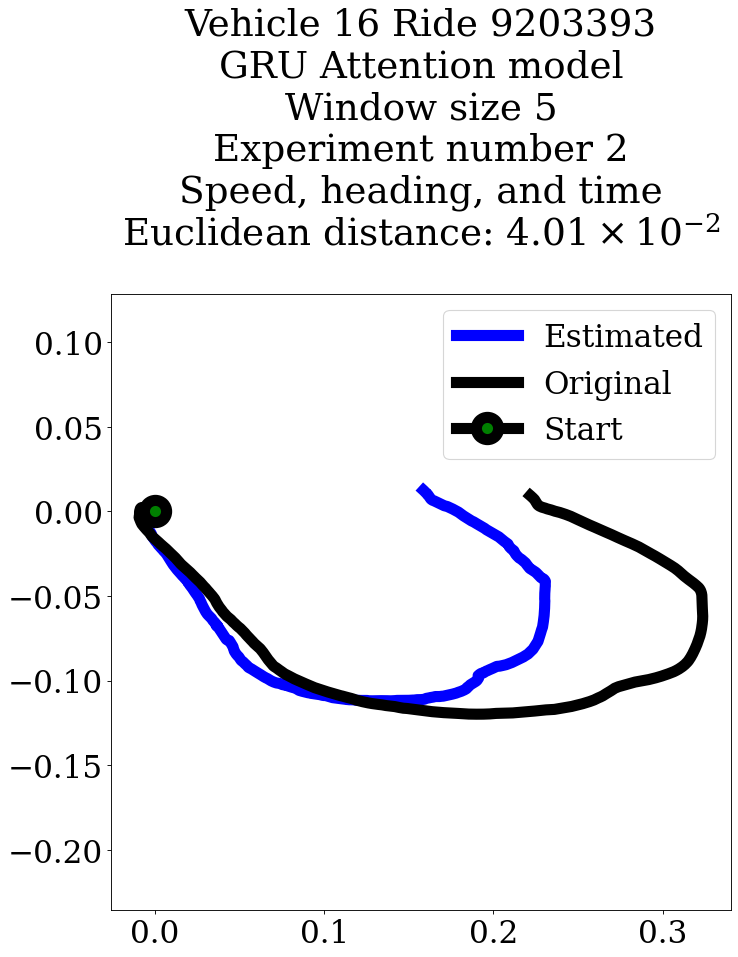 Vehicle 16 Ride 9203393
GRU Attention model
Window size 5
Experiment number 2
Speed, heading, and time
Euclidean distance: 4.01 × 10⁻²
Estimated
Original
Start
0.10
0.05
0.00
−0.05
−0.10
−0.15
−0.20
0.0 0.1 0.2 0.3